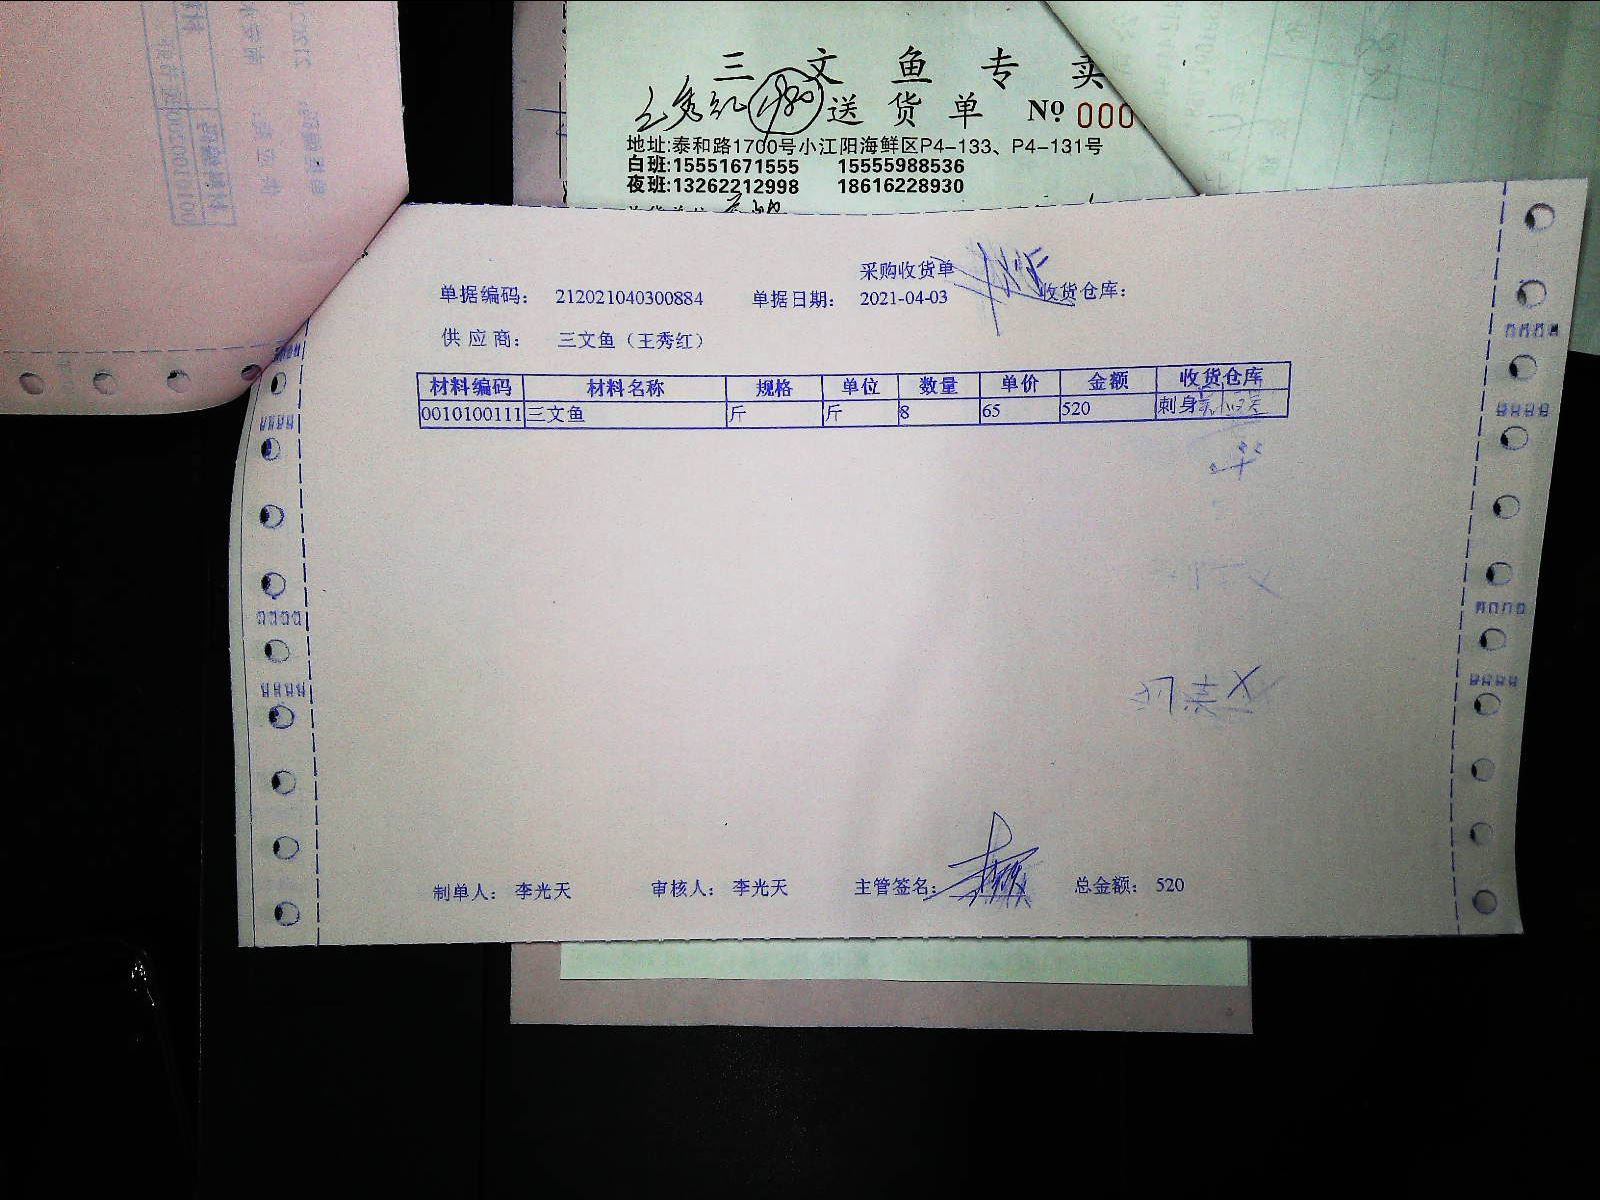 三文鱼专卖
王秀红 1980 送货单 Nº 000
地址:泰和路1700号小江阳海鲜区P4-133、P4-131号
白班:15551671555 15555988536
夜班:13262212998 18616228930
采购收货单
单据编码: 212021040300884 单据日期: 2021-04-03 收货仓库:
供应商: 三文鱼（王秀红）
材料编码 材料名称 规格 单位 数量 单价 金额 收货仓库
0010100111 三文鱼 斤 斤 8 65 520 刺身
制单人: 李光天 审核人: 李光天 主管签名: 总金额: 520